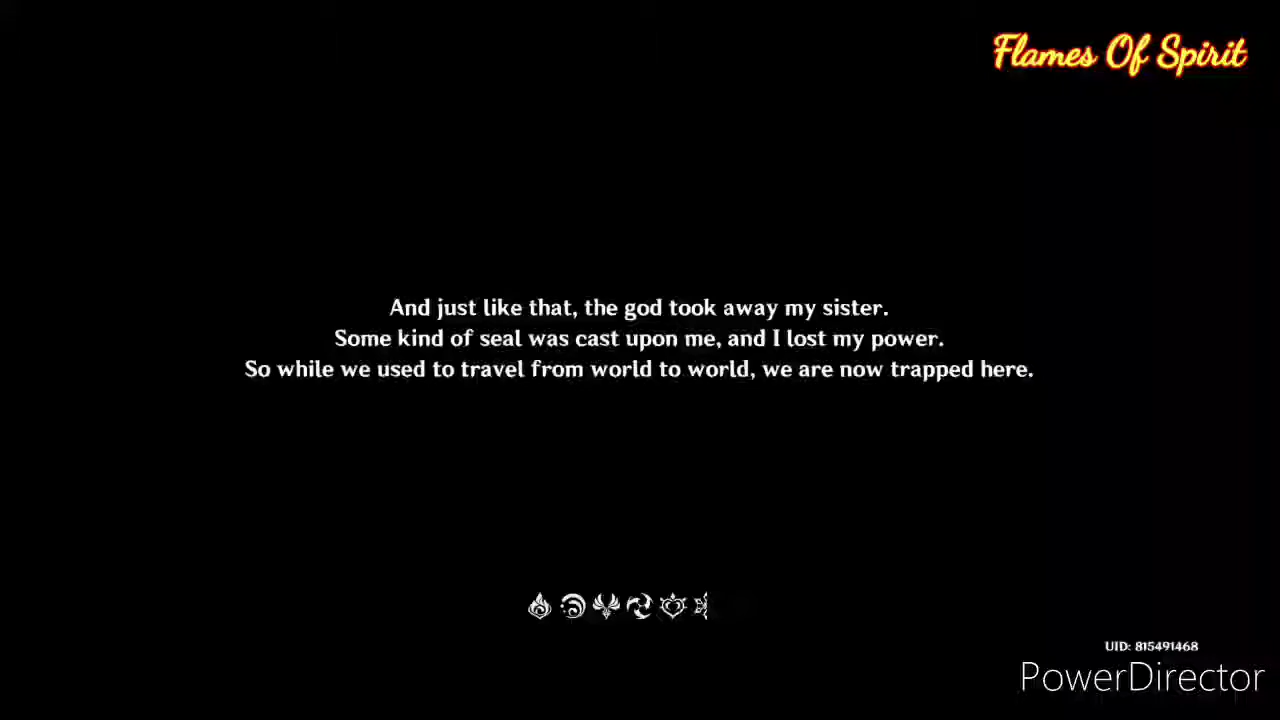 Flames Of Spirit
And just like that, the god took away my sister.
Some kind of seal was cast upon me, and I lost my power.
So while we used to travel from world to world, we are now trapped here.
UID: 815491468
PowerDirector